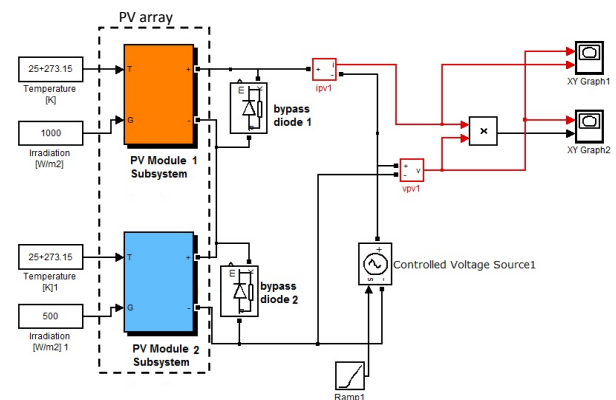 PV array
25+273.15
Temperature
[K]
1000
Irradiation
[W/m2]
T
G
+
-
PV Module 1
Subsystem
m
k
bypass
diode 1
+
-
i
ipv1
×
XY Graph1
XY Graph2
+
-
v
vpv1
25+273.15
Temperature
[K]1
500
Irradiation
[W/m2] 1
T
G
+
-
PV Module 2
Subsystem
m
k
bypass
diode 2
+
s
-
Controlled Voltage Source1
Ramp1